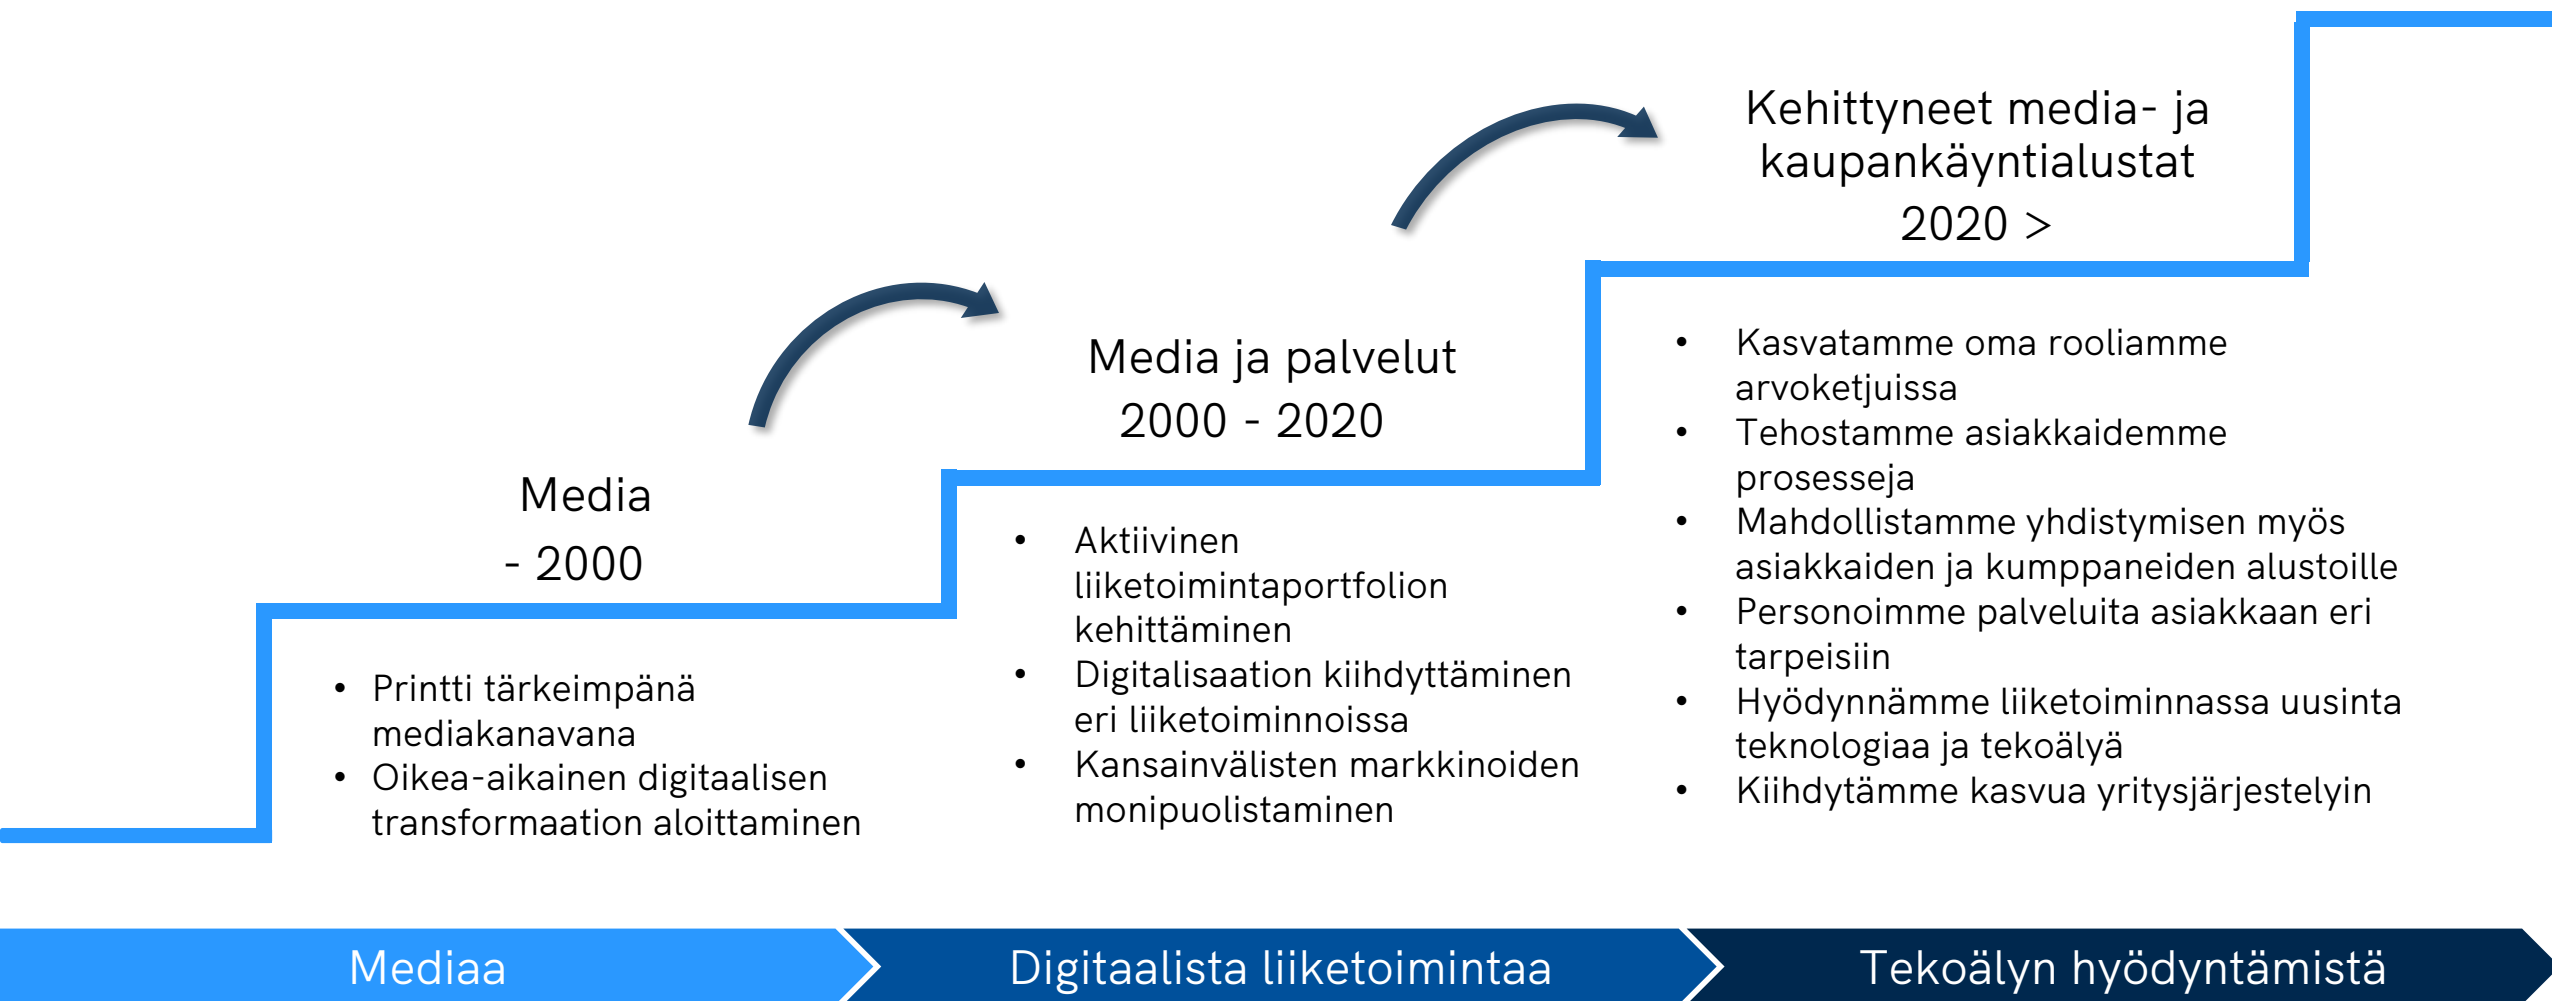 Media
- 2000
• Printti tärkeimpänä
mediakanavana
• Oikea-aikainen digitaalisen
transformaation aloittaminen
Media ja palvelut
2000 - 2020
• Aktiivinen
liiketoimintaportfolion
kehittäminen
• Digitalisaation kiihdyttäminen
eri liiketoiminnoissa
• Kansainvälisten markkinoiden
monipuolistaminen
Kehittyneet media- ja
kaupankäyntialustat
2020 >
• Kasvatamme oma rooliamme
arvoketjuissa
• Tehostamme asiakkaidemme
prosesseja
• Mahdollistamme yhdistymisen myös
asiakkaiden ja kumppaneiden alustoille
• Personoimme palveluita asiakkaan eri
tarpeisiin
• Hyödynnämme liiketoiminnassa uusinta
teknologiaa ja tekoälyä
• Kiihdytämme kasvua yritysjärjestelyin
Mediaa
Digitaalista liiketoimintaa
Tekoälyn hyödyntämistä